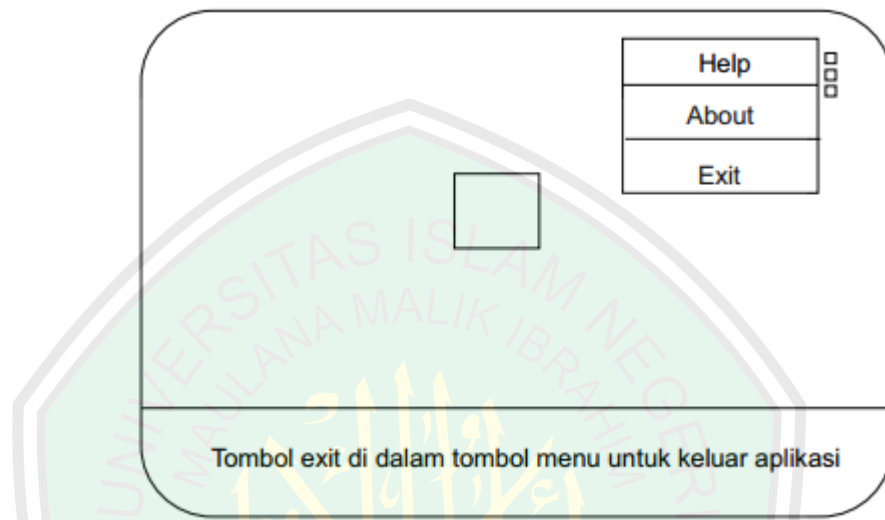 Help
About
Exit
UNIVERSITAS ISLAM NEGERI
MAULANA MALIK IBRAHIM
Tombol exit di dalam tombol menu untuk keluar aplikasi